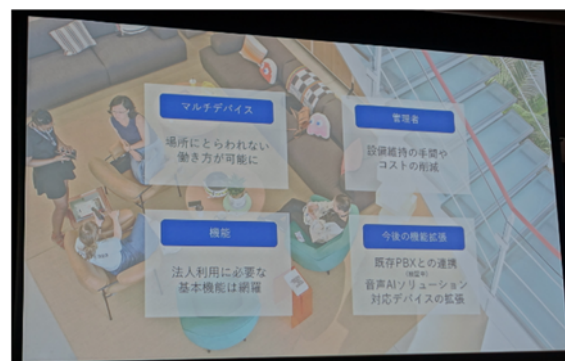 マルチデバイス
場所にとらわれない
働き方が可能に
管理者
設備維持の手間や
コストの削減
機能
法人利用に必要な
基本機能は網羅
今後の機能拡張
既存PBXとの連携
(検証中)
音声AIソリューション
対応デバイスの拡張